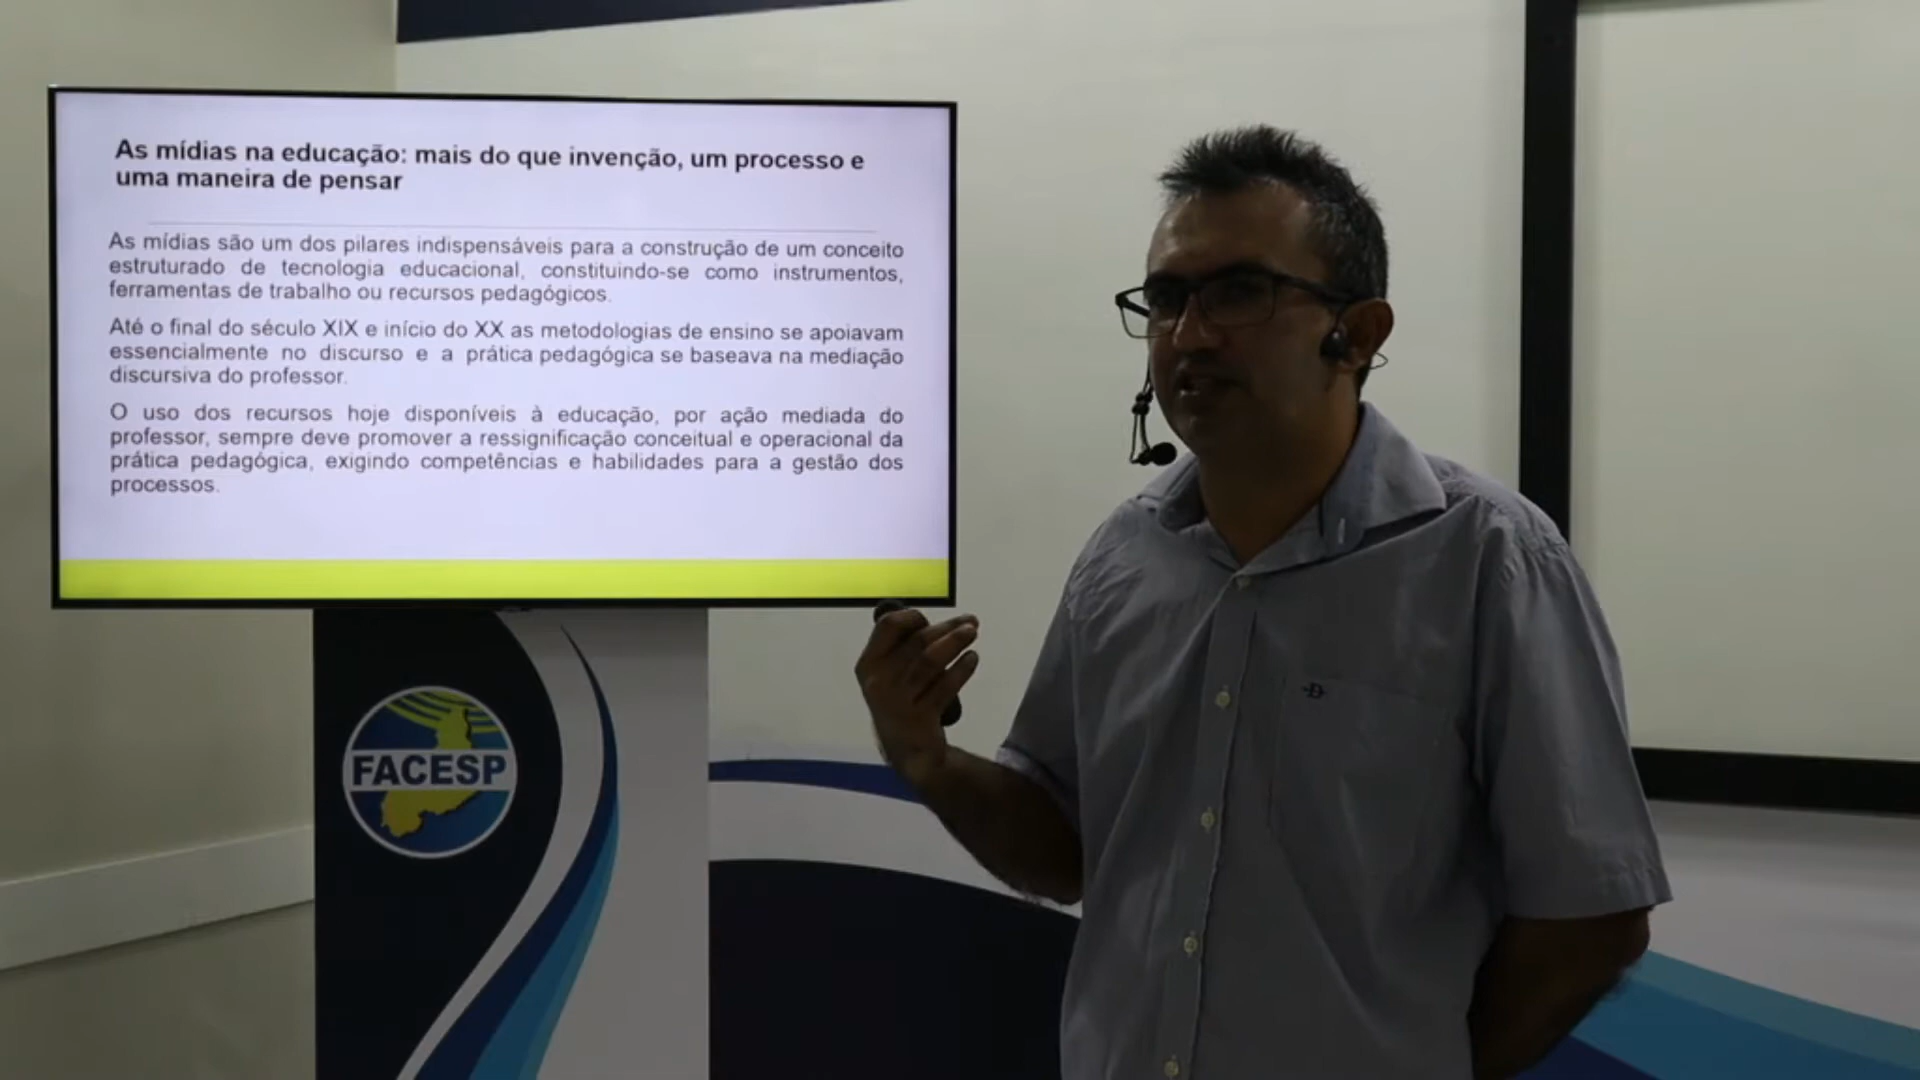 As mídias na educação: mais do que invenção, um processo e
uma maneira de pensar
As mídias são um dos pilares indispensáveis para a construção de um conceito
estruturado de tecnologia educacional, constituindo-se como instrumentos,
ferramentas de trabalho ou recursos pedagógicos.
Até o final do século XIX e início do XX as metodologias de ensino se apoiavam
essencialmente no discurso e a prática pedagógica se baseava na mediação
discursiva do professor.
O uso dos recursos hoje disponíveis à educação, por ação mediada do
professor, sempre deve promover a ressignificação conceitual e operacional da
prática pedagógica, exigindo competências e habilidades para a gestão dos
processos.
FACESP